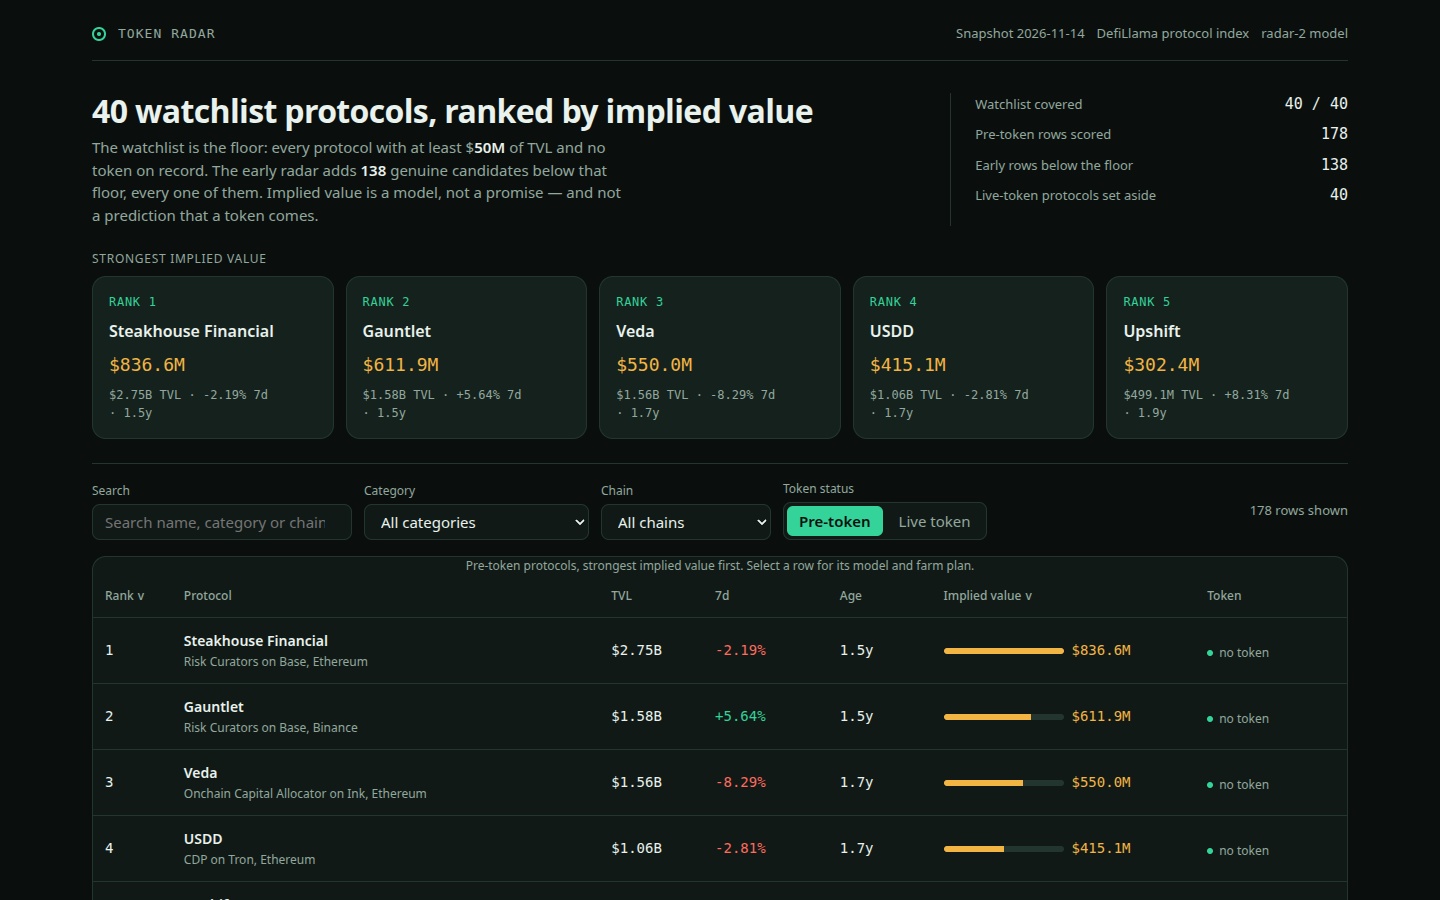 TOKEN RADAR
Snapshot 2026-11-14 DefiLlama protocol index radar-2 model
40 watchlist protocols, ranked by implied value
The watchlist is the floor: every protocol with at least $50M of TVL and no
token on record. The early radar adds 138 genuine candidates below that
floor, every one of them. Implied value is a model, not a promise — and not
a prediction that a token comes.
Watchlist covered 40 / 40
Pre-token rows scored 178
Early rows below the floor 138
Live-token protocols set aside 40
STRONGEST IMPLIED VALUE
RANK 1
Steakhouse Financial
$836.6M
$2.75B TVL · -2.19% 7d
· 1.5y
RANK 2
Gauntlet
$611.9M
$1.58B TVL · +5.64% 7d
· 1.5y
RANK 3
Veda
$550.0M
$1.56B TVL · -8.29% 7d
· 1.7y
RANK 4
USDD
$415.1M
$1.06B TVL · -2.81% 7d
· 1.7y
RANK 5
Upshift
$302.4M
$499.1M TVL · +8.31% 7d
· 1.9y
Search Category Chain Token status
Search name, category or chain All categories All chains Pre-token Live token 178 rows shown
Pre-token protocols, strongest implied value first. Select a row for its model and farm plan.
Rank v Protocol TVL 7d Age Implied value v Token
1 Steakhouse Financial $2.75B -2.19% 1.5y $836.6M no token
Risk Curators on Base, Ethereum
2 Gauntlet $1.58B +5.64% 1.5y $611.9M no token
Risk Curators on Base, Binance
3 Veda $1.56B -8.29% 1.7y $550.0M no token
Onchain Capital Allocator on Ink, Ethereum
4 USDD $1.06B -2.81% 1.7y $415.1M no token
CDP on Tron, Ethereum